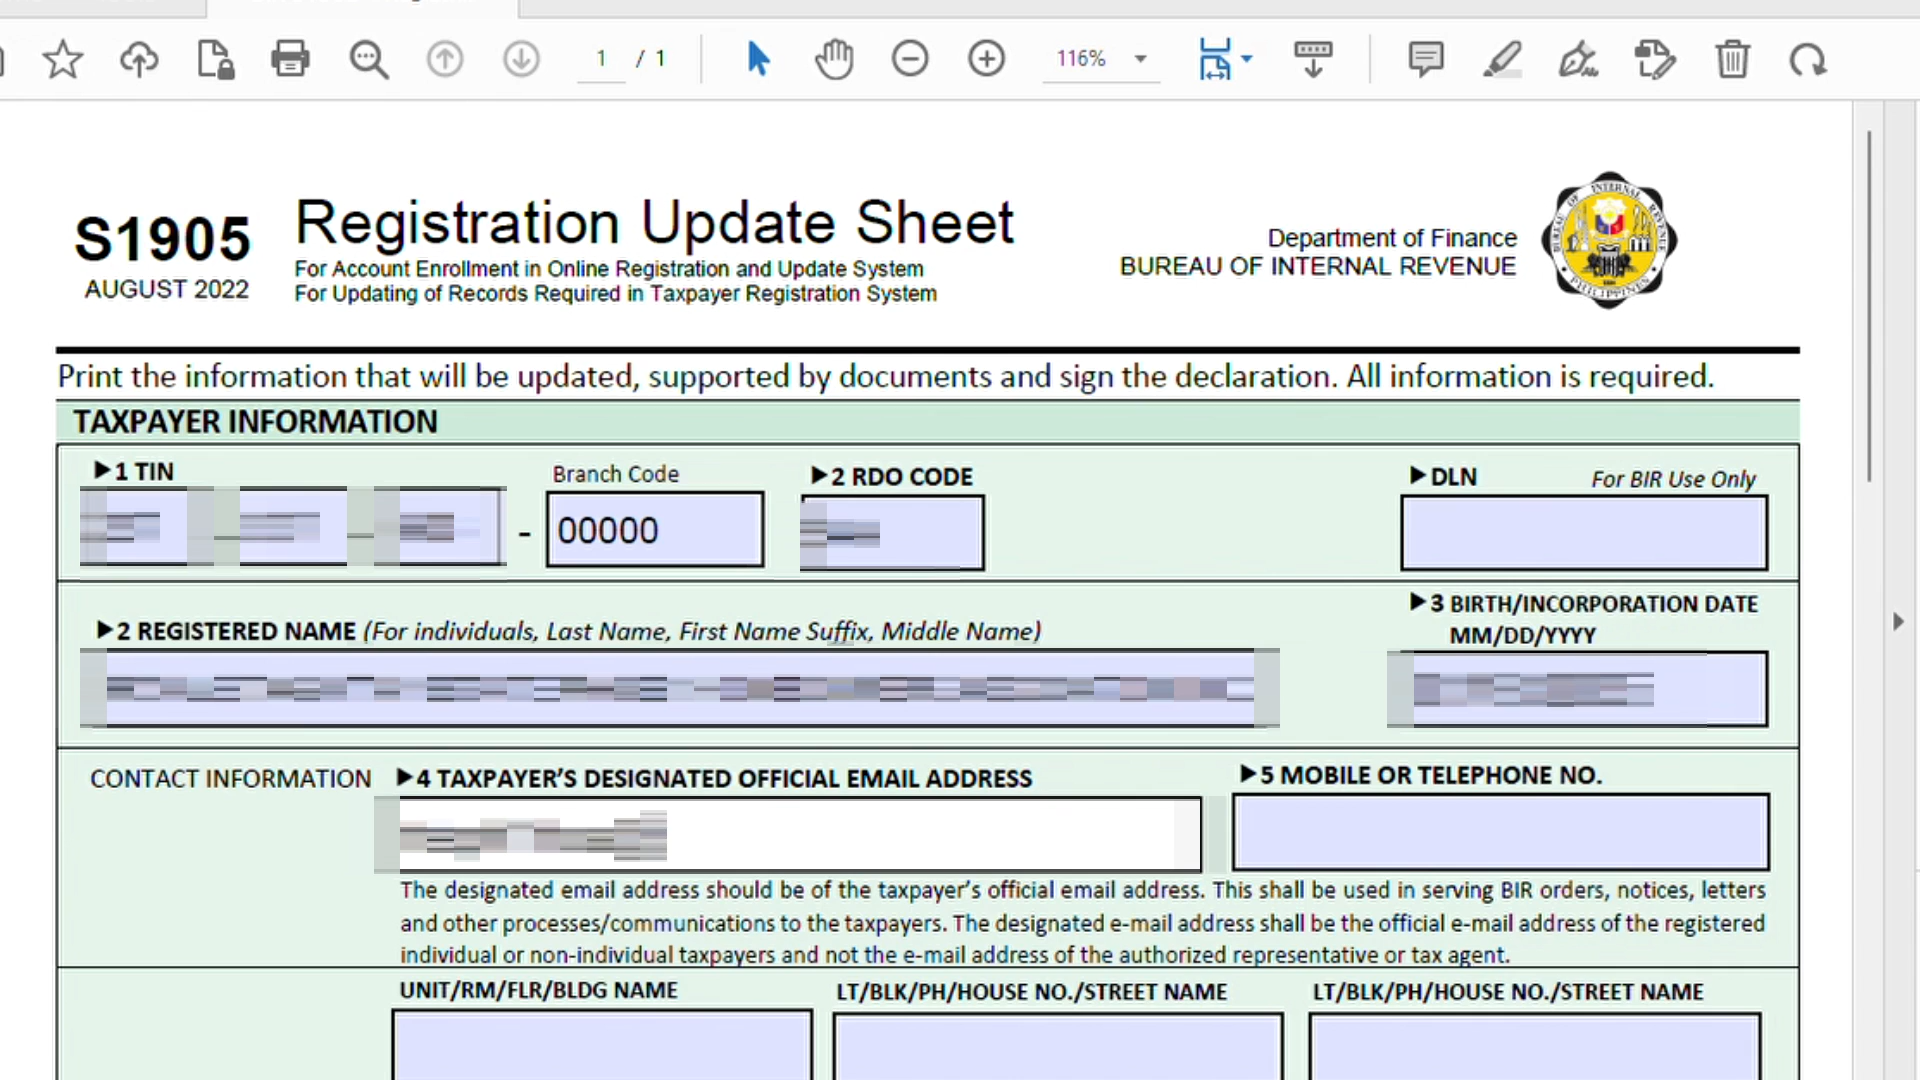 1 / 1
116%
S1905
AUGUST 2022
Registration Update Sheet
For Account Enrollment in Online Registration and Update System
For Updating of Records Required in Taxpayer Registration System
Department of Finance
BUREAU OF INTERNAL REVENUE
BUREAU OF INTERNAL REVENUE
PHILIPPINES
Print the information that will be updated, supported by documents and sign the declaration. All information is required.
TAXPAYER INFORMATION
1 TIN
Branch Code
2 RDO CODE
DLN For BIR Use Only
- 00000
2 REGISTERED NAME (For individuals, Last Name, First Name Suffix, Middle Name)
3 BIRTH/INCORPORATION DATE
MM/DD/YYYY
CONTACT INFORMATION
4 TAXPAYER'S DESIGNATED OFFICIAL EMAIL ADDRESS
5 MOBILE OR TELEPHONE NO.
The designated email address should be of the taxpayer's official email address. This shall be used in serving BIR orders, notices, letters
and other processes/communications to the taxpayers. The designated e-mail address shall be the official e-mail address of the registered
individual or non-individual taxpayers and not the e-mail address of the authorized representative or tax agent.
UNIT/RM/FLR/BLDG NAME
LT/BLK/PH/HOUSE NO./STREET NAME
LT/BLK/PH/HOUSE NO./STREET NAME